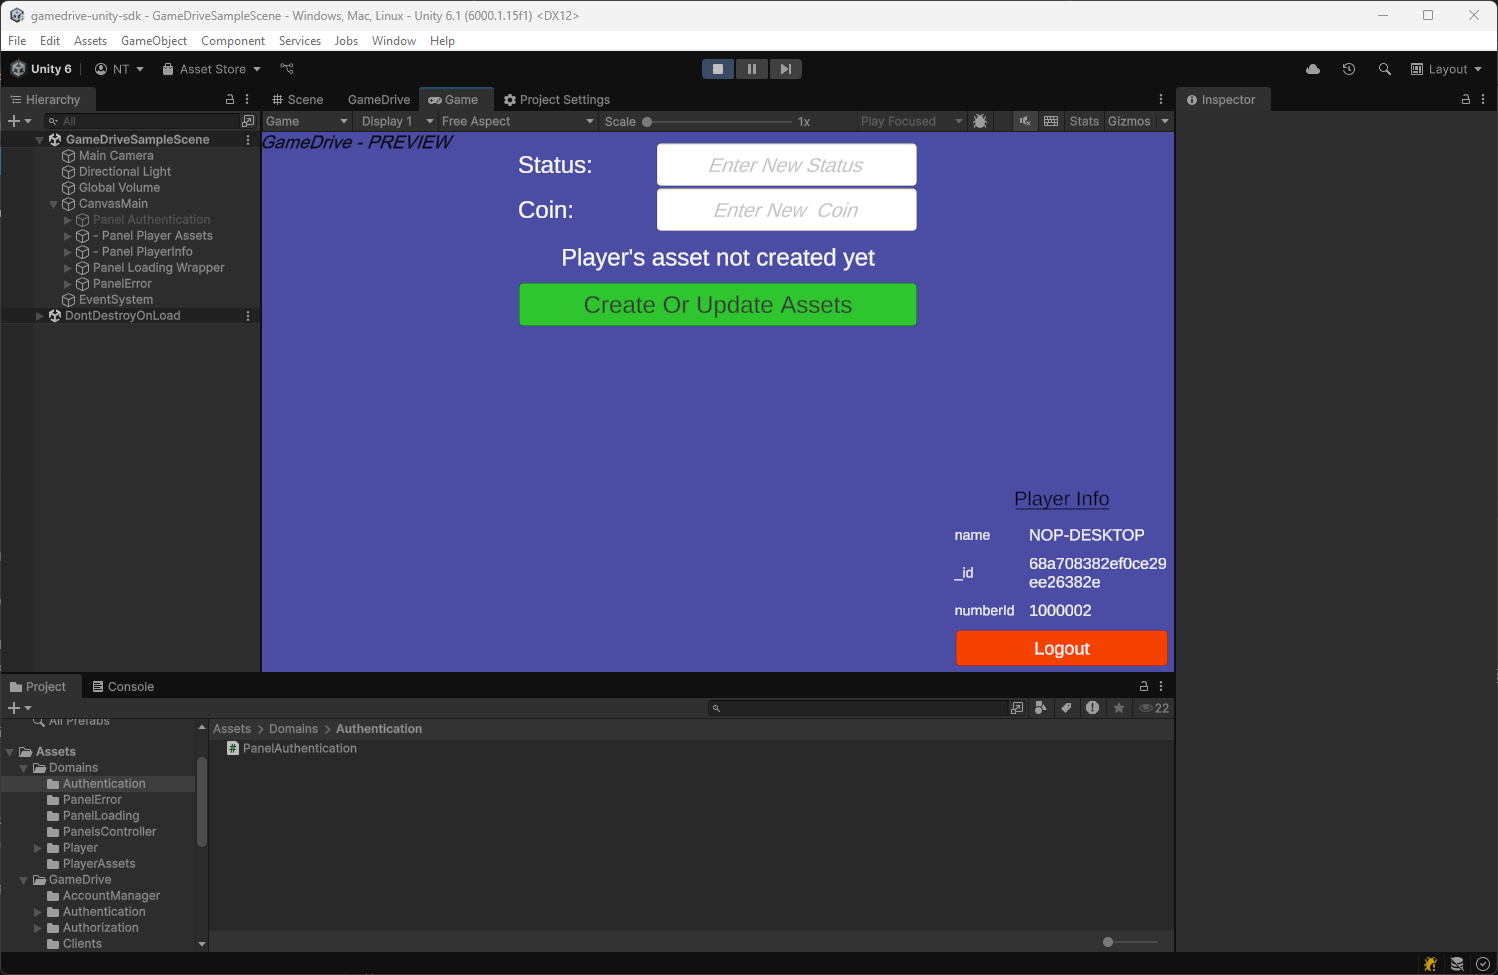 gamedrive-unity-sdk - GameDriveSampleScene - Windows, Mac, Linux - Unity 6.1 (6000.1.15f1) <DX12>
File Edit Assets GameObject Component Services Jobs Window Help
Unity 6 NT Asset Store Layout
Hierarchy Scene GameDrive Game Project Settings Inspector
All Game Display 1 Free Aspect Scale 1x Play Focused Stats Gizmos
GameDriveSampleScene
Main Camera
Directional Light
Global Volume
CanvasMain
Panel Authentication
- Panel Player Assets
- Panel PlayerInfo
Panel Loading Wrapper
PanelError
EventSystem
DontDestroyOnLoad
GameDrive - PREVIEW
Status: Enter New Status
Coin: Enter New  Coin
Player's asset not created yet
Create Or Update Assets
Player Info
name NOP-DESKTOP
_id 68a708382ef0ce29
ee26382e
numberId 1000002
Logout
Project Console
22
All Prefabs
Assets
Domains
Authentication
PanelError
PanelLoading
PanelsController
Player
PlayerAssets
GameDrive
AccountManager
Authentication
Authorization
Clients
Assets > Domains > Authentication
PanelAuthentication